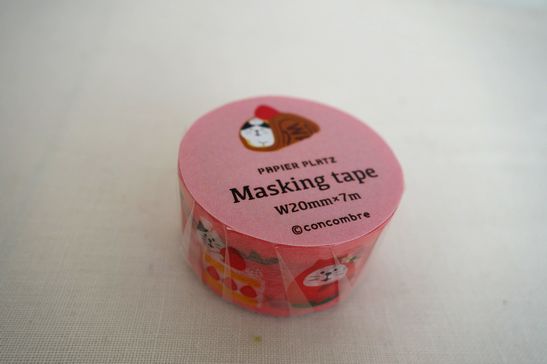 PAPIER PLATZ
Masking tape
W20mm×7m
©concombre